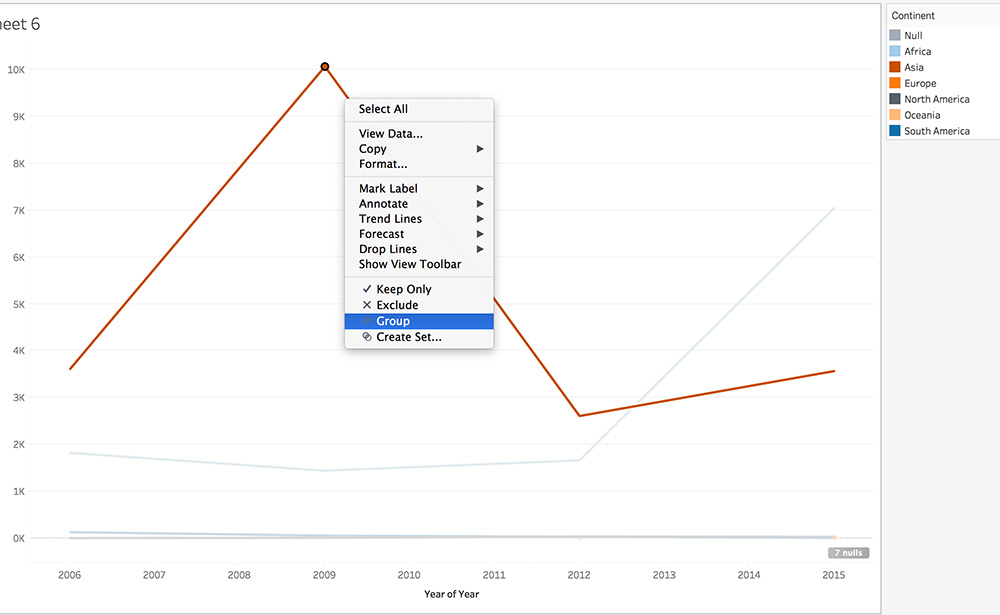 heet 6
10K
9K
8K
7K
6K
5K
4K
3K
2K
1K
0K
Select All
View Data...
Copy
Format...
Mark Label
Annotate
Trend Lines
Forecast
Drop Lines
Show View Toolbar
Keep Only
Exclude
Group
Create Set...
7 nulls
2006 2007 2008 2009 2010 2011 2012 2013 2014 2015
Year of Year
Continent
Null
Africa
Asia
Europe
North America
Oceania
South America